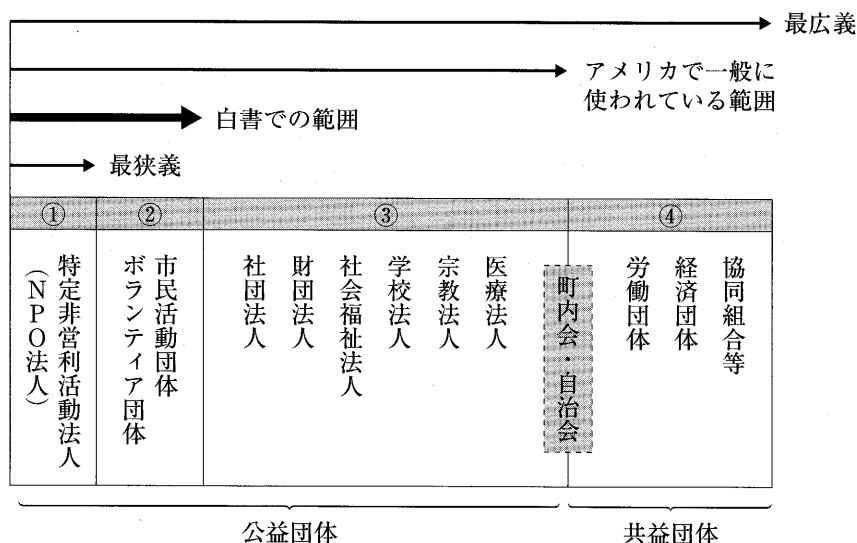 最広義
アメリカで一般に
使われている範囲
白書での範囲
最狭義
① ② ③ ④
特定非営利活動法人
(NPO法人)
市民活動団体
ボランティア団体
社団法人
財団法人
社会福祉法人
学校法人
宗教法人
医療法人
町内会・自治会
労働団体
経済団体
協同組合等
公益団体
共益団体